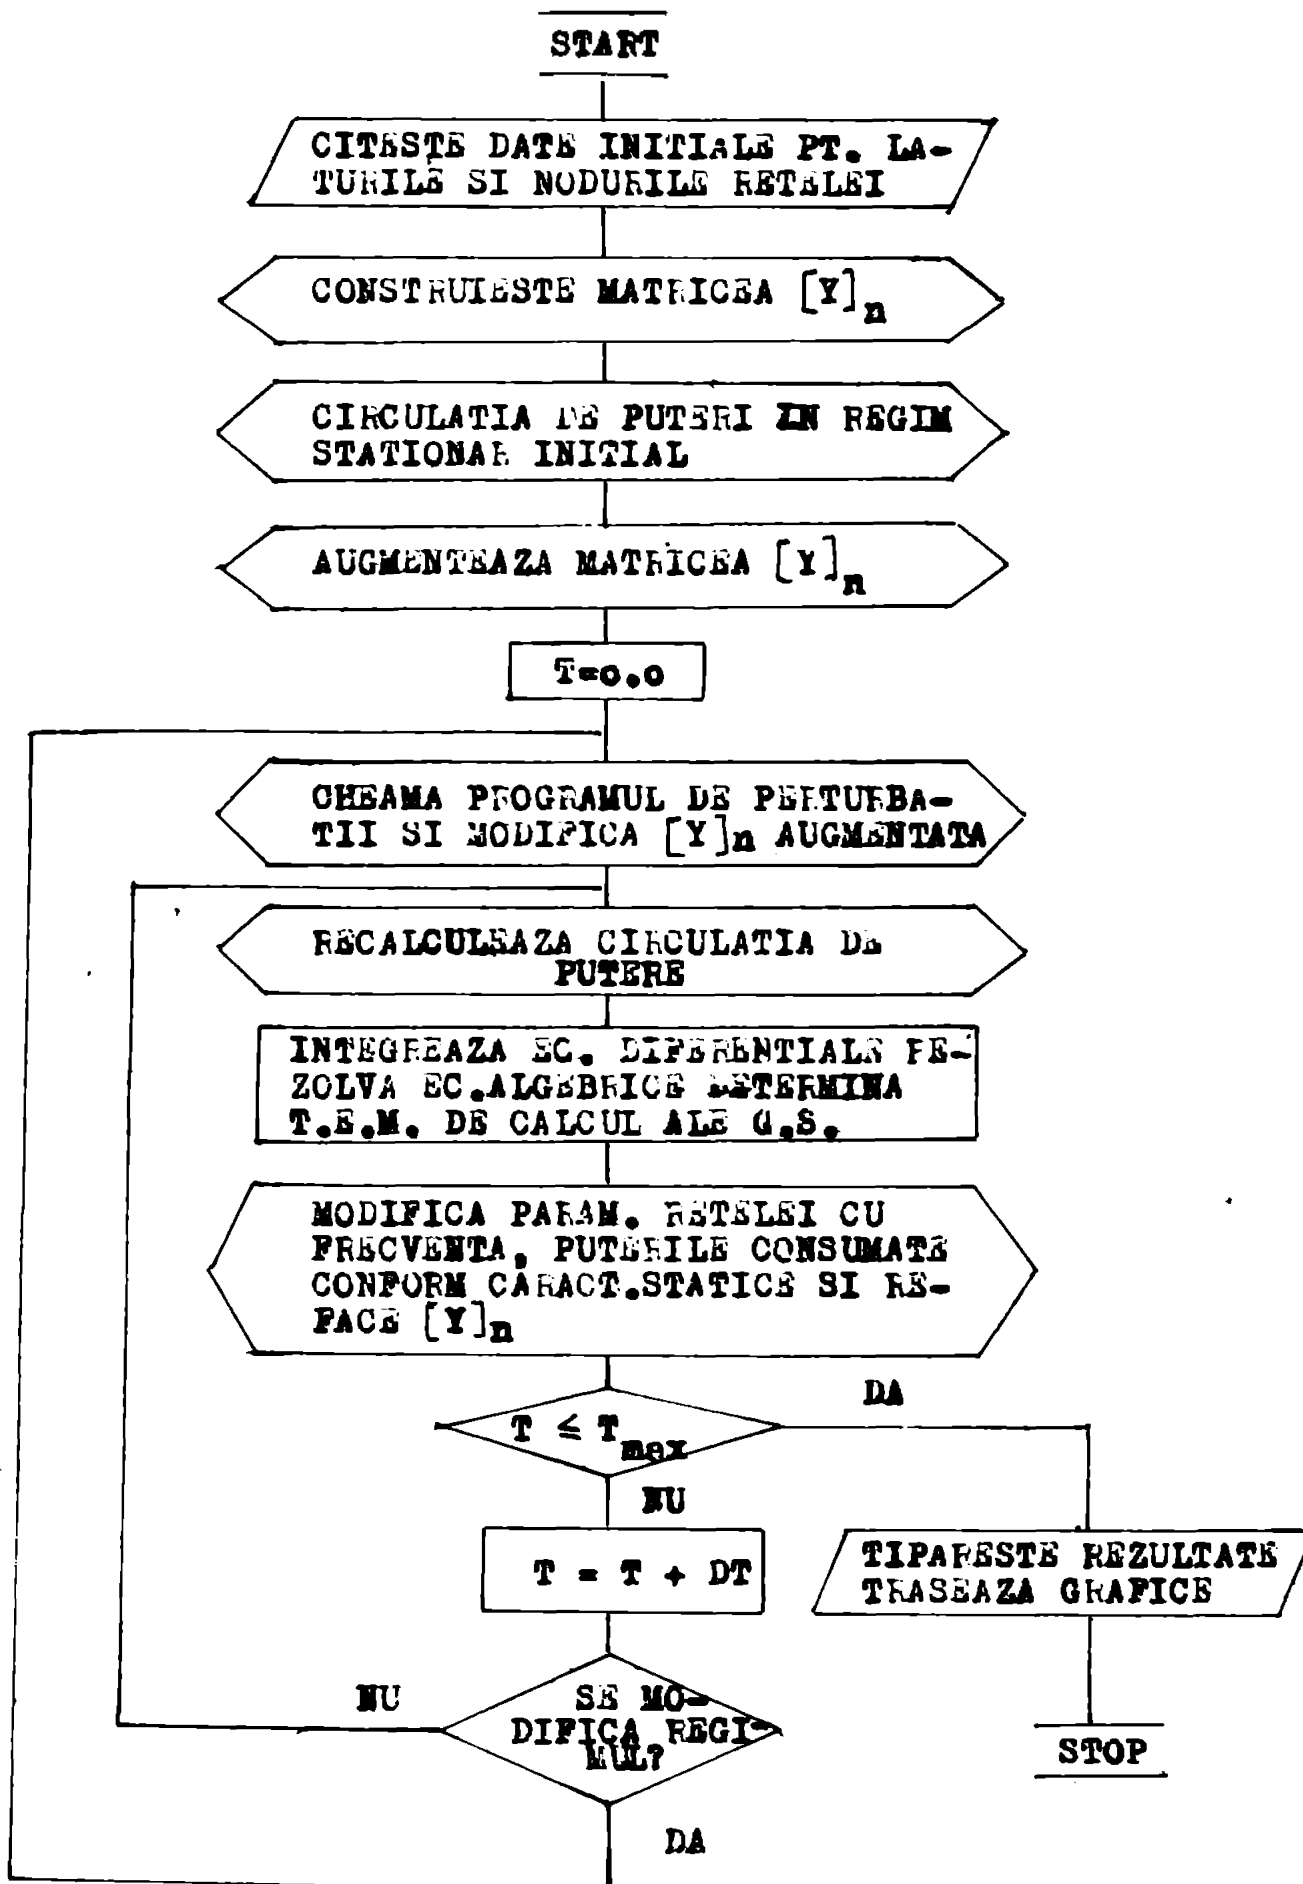 START
CITESTE DATE INITIALE PT. LA-
TURILE SI NODURILE RETELEI
CONSTRUIESTE MATRICEA [Y]n
CIRCULATIA DE PUTERI IN REGIM
STATIONAR INITIAL
AUGMENTEAZA MATRICEA [Y]n
T=0.0
CHEAMA PROGRAMUL DE PERTURBA-
TII SI MODIFICA [Y]n AUGMENTATA
RECALCULEAZA CIRCULATIA DE
PUTERE
INTEGREAZA EC. DIFERENTIALE RE-
ZOLVA EC.ALGEBRICE DETERMINA
T.E.M. DE CALCUL ALE G.S.
MODIFICA PARAM. RETELEI CU
FRECVENTA, PUTERILE CONSUMATE
CONFORM CARACT.STATICE SI RE-
FACE [Y]n
DA
T ≤ Tmax
NU
T = T + DT
TIPARESTE REZULTATE
TRASEAZA GRAFICE
NU
SE MO-
DIFICA REGI-
MUL?
STOP
DA